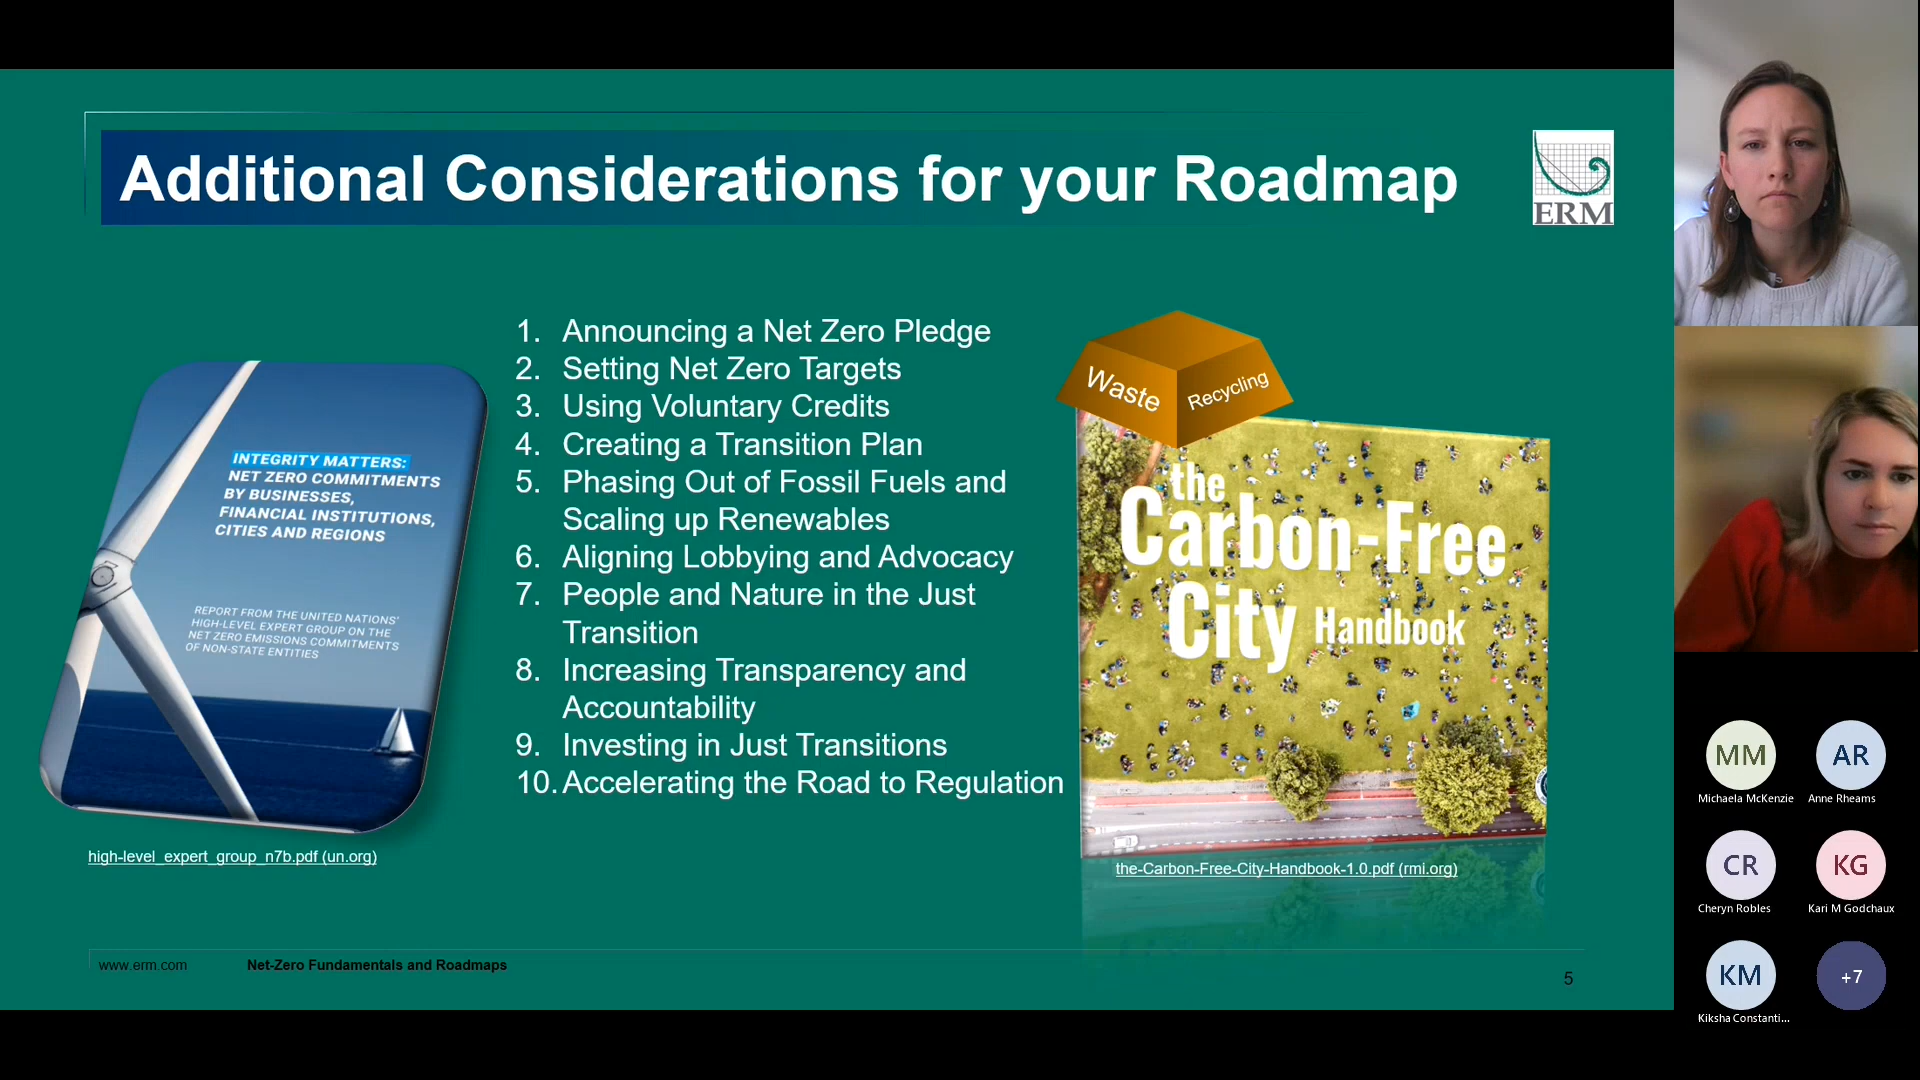 Additional Considerations for your Roadmap
ERM
INTEGRITY MATTERS:
NET ZERO COMMITMENTS
BY BUSINESSES,
FINANCIAL INSTITUTIONS,
CITIES AND REGIONS
REPORT FROM THE UNITED NATIONS'
HIGH-LEVEL EXPERT GROUP ON THE
NET ZERO EMISSIONS COMMITMENTS
OF NON-STATE ENTITIES
high-level_expert_group_n7b.pdf (un.org)
1. Announcing a Net Zero Pledge
2. Setting Net Zero Targets
3. Using Voluntary Credits
4. Creating a Transition Plan
5. Phasing Out of Fossil Fuels and
Scaling up Renewables
6. Aligning Lobbying and Advocacy
7. People and Nature in the Just
Transition
8. Increasing Transparency and
Accountability
9. Investing in Just Transitions
10. Accelerating the Road to Regulation
Waste
Recycling
the
Carbon-Free
City Handbook
the-Carbon-Free-City-Handbook-1.0.pdf (rmi.org)
www.erm.com
Net-Zero Fundamentals and Roadmaps
5
MM
Michaela McKenzie
AR
Anne Rheams
CR
Cheryn Robles
KG
Kari M Godchaux
KM
Kiksha Constanti...
+7